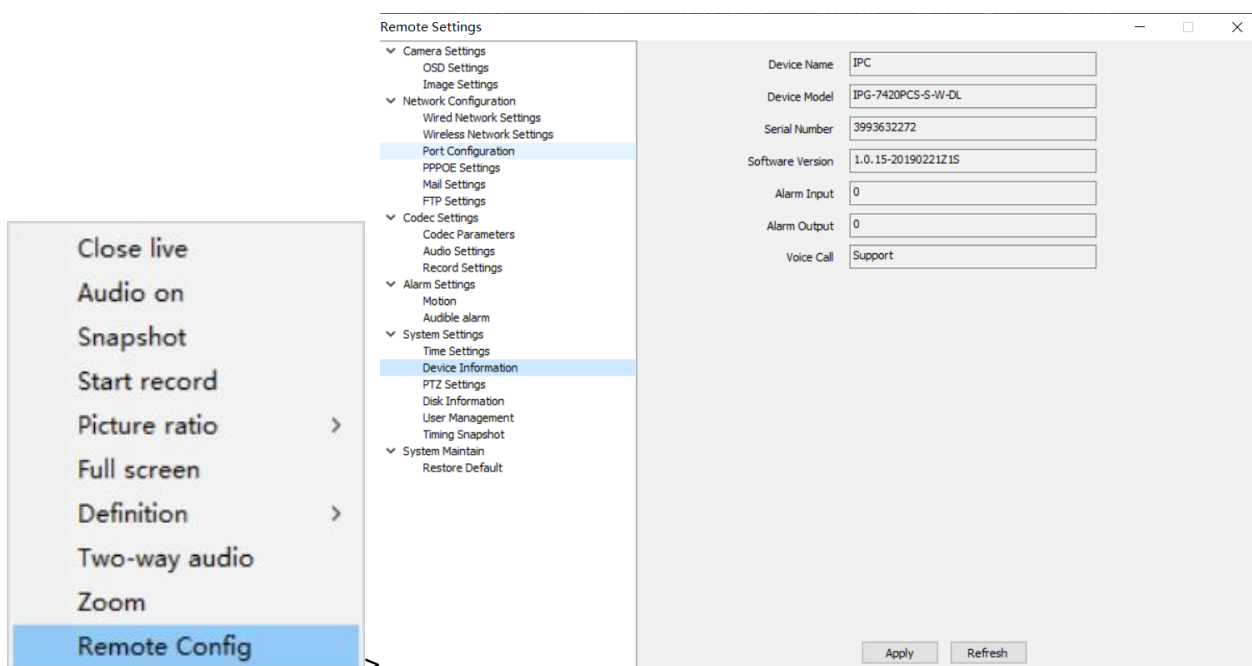 Close live
Audio on
Snapshot
Start record
Picture ratio >
Full screen
Definition >
Two-way audio
Zoom
Remote Config
>
Remote Settings
Camera Settings
OSD Settings
Image Settings
Network Configuration
Wired Network Settings
Wireless Network Settings
Port Configuration
PPPOE Settings
Mail Settings
FTP Settings
Codec Settings
Codec Parameters
Audio Settings
Record Settings
Alarm Settings
Motion
Audible alarm
System Settings
Time Settings
Device Information
PTZ Settings
Disk Information
User Management
Timing Snapshot
System Maintain
Restore Default
Device Name IPC
Device Model IPG-7420PCS-S-W-DL
Serial Number 3993632272
Software Version 1.0.15-20190221Z1S
Alarm Input 0
Alarm Output 0
Voice Call Support
Apply Refresh